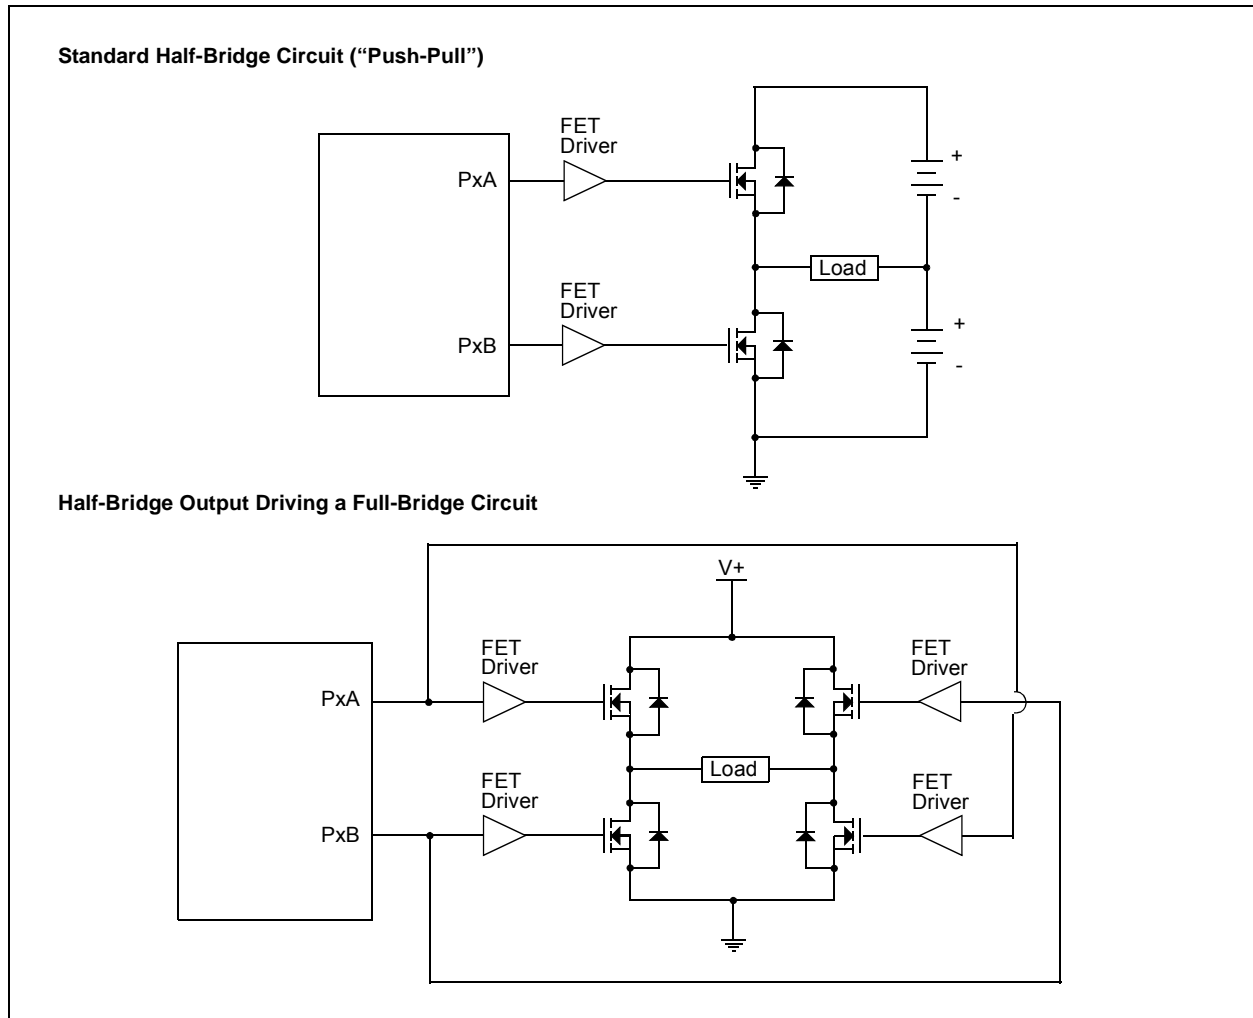 Standard Half-Bridge Circuit (“Push-Pull”)
FET
Driver
PxA
+
-
Load
FET
Driver
PxB
+
-
Half-Bridge Output Driving a Full-Bridge Circuit
V+
FET
Driver
FET
Driver
PxA
Load
FET
Driver
FET
Driver
PxB